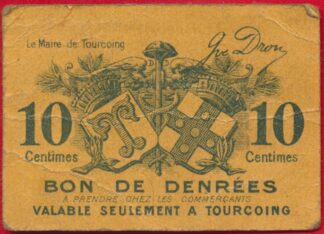 Le Maire de Tourcoing
Gve Dron
10 10
Centimes Centimes
BON DE DENRÉES
A PRENDRE CHEZ LES COMMERÇANTS
VALABLE SEULEMENT A TOURCOING